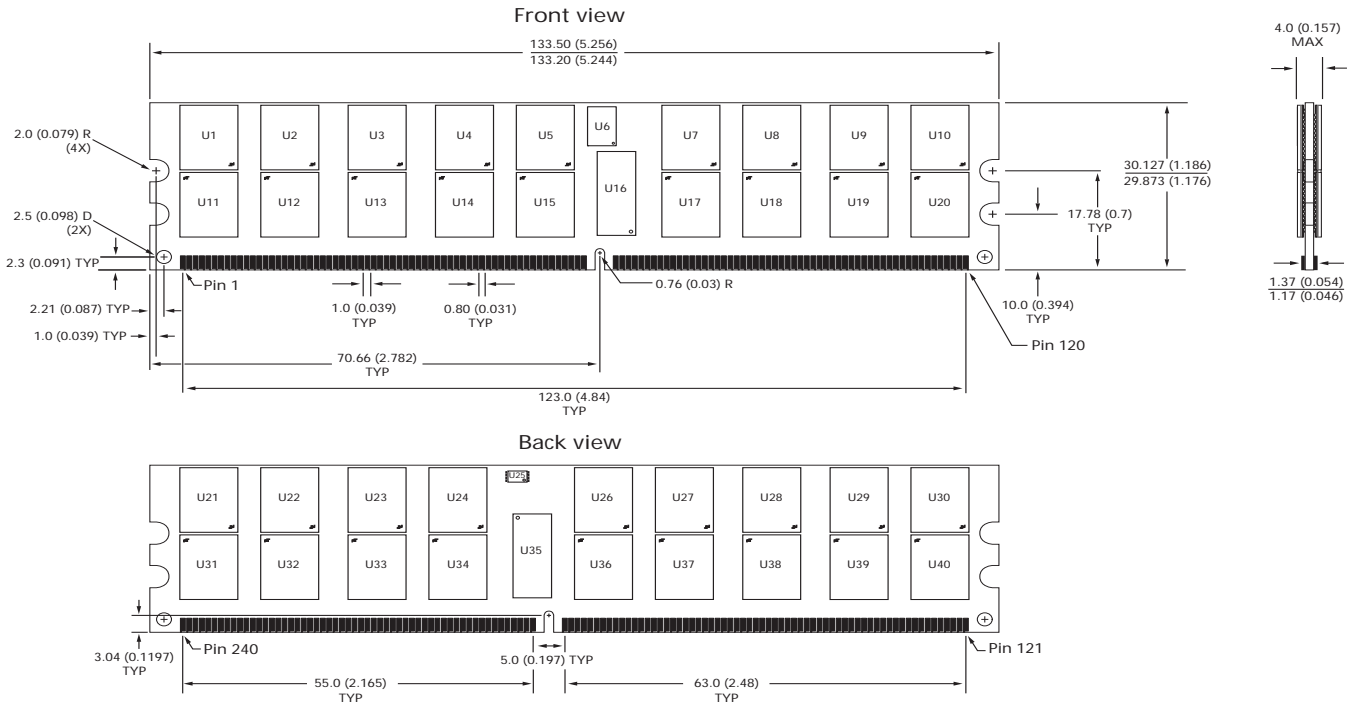 Front view
133.50 (5.256)
133.20 (5.244)
4.0 (0.157)
MAX
2.0 (0.079) R
(4X)
U1 U2 U3 U4 U5 U6 U7 U8 U9 U10
U11 U12 U13 U14 U15 U16 U17 U18 U19 U20
30.127 (1.186)
29.873 (1.176)
17.78 (0.7)
TYP
2.5 (0.098) D
(2X)
2.3 (0.091) TYP
Pin 1
0.76 (0.03) R
2.21 (0.087) TYP
1.0 (0.039)
TYP
0.80 (0.031)
TYP
10.0 (0.394)
TYP
1.37 (0.054)
1.17 (0.046)
1.0 (0.039) TYP
Pin 120
70.66 (2.782)
TYP
123.0 (4.84)
TYP
Back view
U21 U22 U23 U24 U25 U26 U27 U28 U29 U30
U31 U32 U33 U34 U35 U36 U37 U38 U39 U40
3.04 (0.1197)
TYP
Pin 240
5.0 (0.197) TYP
Pin 121
55.0 (2.165)
TYP
63.0 (2.48)
TYP